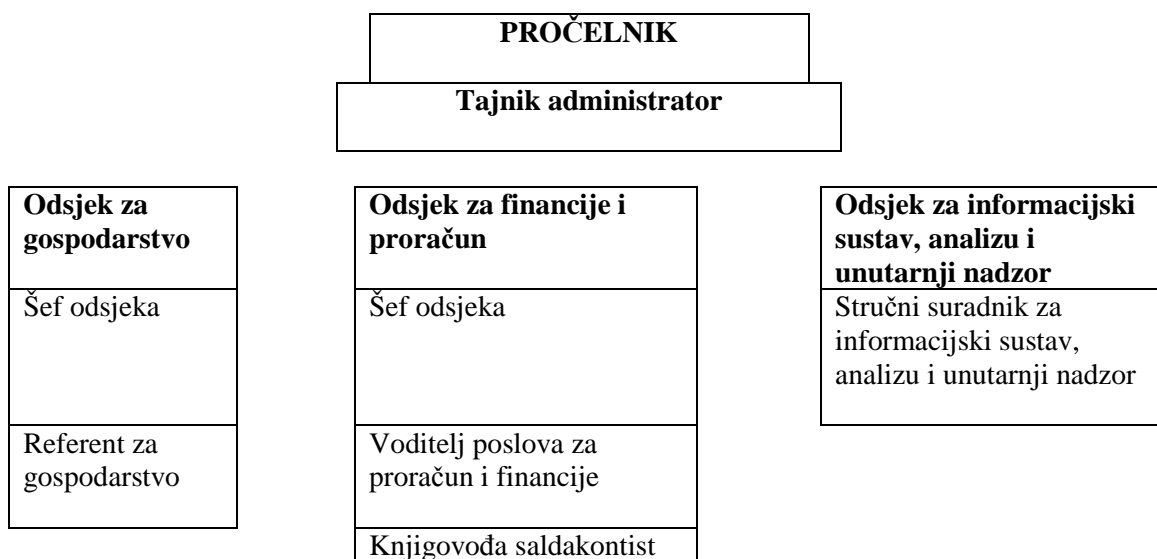 PROČELNIK
Tajnik administrator
Odsjek za
gospodarstvo
Šef odsjeka
Referent za
gospodarstvo
Odsjek za financije i
proračun
Šef odsjeka
Voditelj poslova za
proračun i financije
Knjigovođa saldakontist
Odsjek za informacijski
sustav, analizu i
unutarnji nadzor
Stručni suradnik za
informacijski sustav,
analizu i unutarnji nadzor